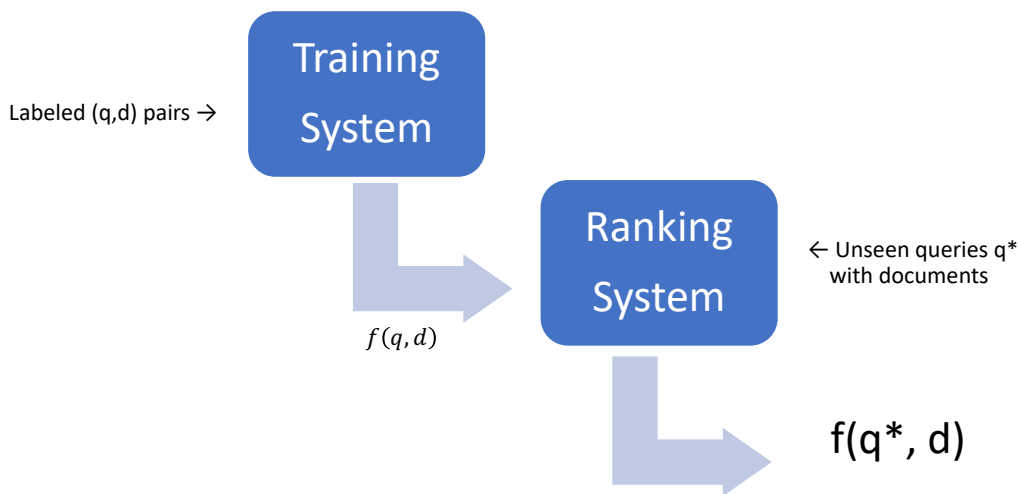 Training
System
Labeled (q,d) pairs →
f(q,d)
Ranking
System
← Unseen queries q*
with documents
f(q*, d)